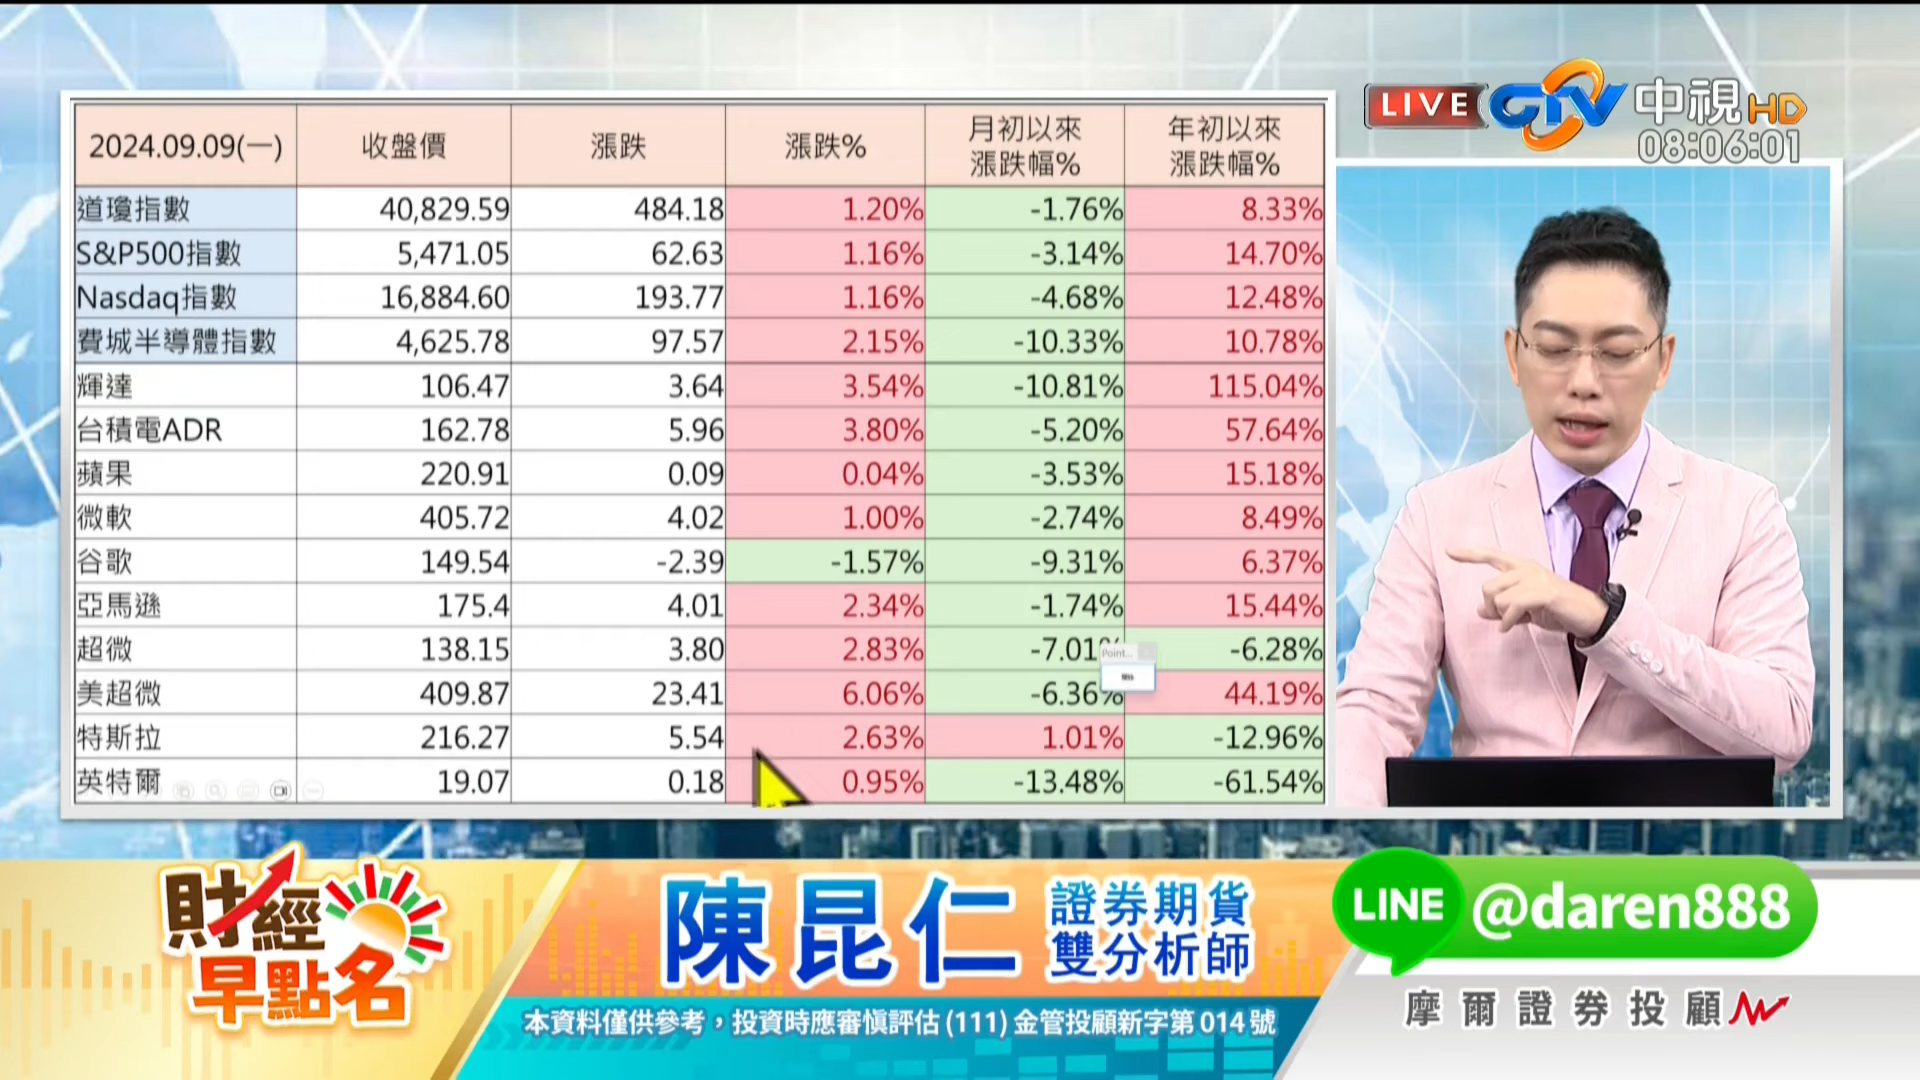 LIVE CTV 中視 HD
08:06:01
2024.09.09(一) 收盤價 漲跌 漲跌% 月初以來漲跌幅% 年初以來漲跌幅%
道瓊指數 40,829.59 484.18 1.20% -1.76% 8.33%
S&P500指數 5,471.05 62.63 1.16% -3.14% 14.70%
Nasdaq指數 16,884.60 193.77 1.16% -4.68% 12.48%
費城半導體指數 4,625.78 97.57 2.15% -10.33% 10.78%
輝達 106.47 3.64 3.54% -10.81% 115.04%
台積電ADR 162.78 5.96 3.80% -5.20% 57.64%
蘋果 220.91 0.09 0.04% -3.53% 15.18%
微軟 405.72 4.02 1.00% -2.74% 8.49%
谷歌 149.54 -2.39 -1.57% -9.31% 6.37%
亞馬遜 175.4 4.01 2.34% -1.74% 15.44%
超微 138.15 3.80 2.83% -7.01% -6.28%
Point...
美超微 409.87 23.41 6.06% -6.36% 44.19%
特斯拉 216.27 5.54 2.63% 1.01% -12.96%
英特爾 19.07 0.18 0.95% -13.48% -61.54%
財經
早點名
陳昆仁
證券期貨
雙分析師
本資料僅供參考，投資時應審慎評估(111)金管投顧新字第014號
LINE @daren888
摩爾證券投顧